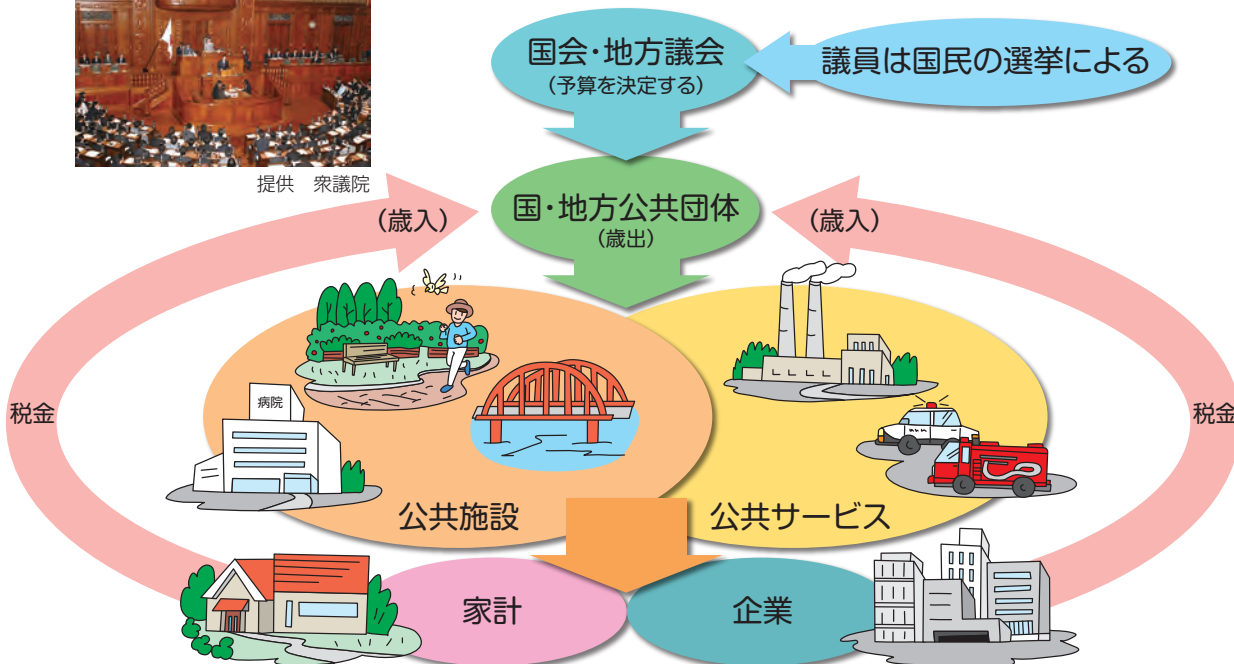 国会・地方議会
(予算を決定する)
議員は国民の選挙による
提供　衆議院
(歳入)
国・地方公共団体
(歳出)
(歳入)
税金
病院
税金
公共施設
公共サービス
家計
企業